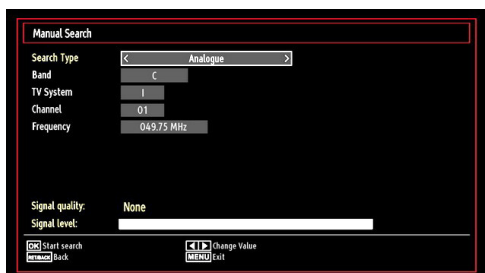 Manual Search
Search Type < Analogue >
Band C
TV System I
Channel 01
Frequency 049.75 MHz
Signal quality: None
Signal level:
OK Start search ◀ ▶ Change Value
RET/BACK Back MENU Exit